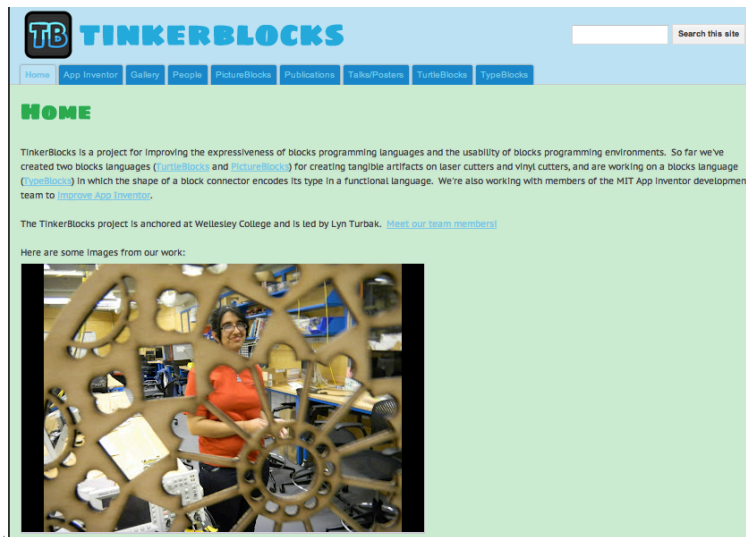 TB TINKERBLOCKS
Search this site
Home App Inventor Gallery People PictureBlocks Publications Talks/Posters TurtleBlocks TypeBlocks
Home
TinkerBlocks is a project for improving the expressiveness of blocks programming languages and the usability of blocks programming environments. So far we've
created two blocks languages (TurtleBlocks and PictureBlocks) for creating tangible artifacts on laser cutters and vinyl cutters, and are working on a blocks language
(TypeBlocks) in which the shape of a block connector encodes its type in a functional language. We're also working with members of the MIT App Inventor developmen
team to improve App Inventor.
The TinkerBlocks project is anchored at Wellesley College and is led by Lyn Turbak. Meet our team members!
Here are some images from our work: